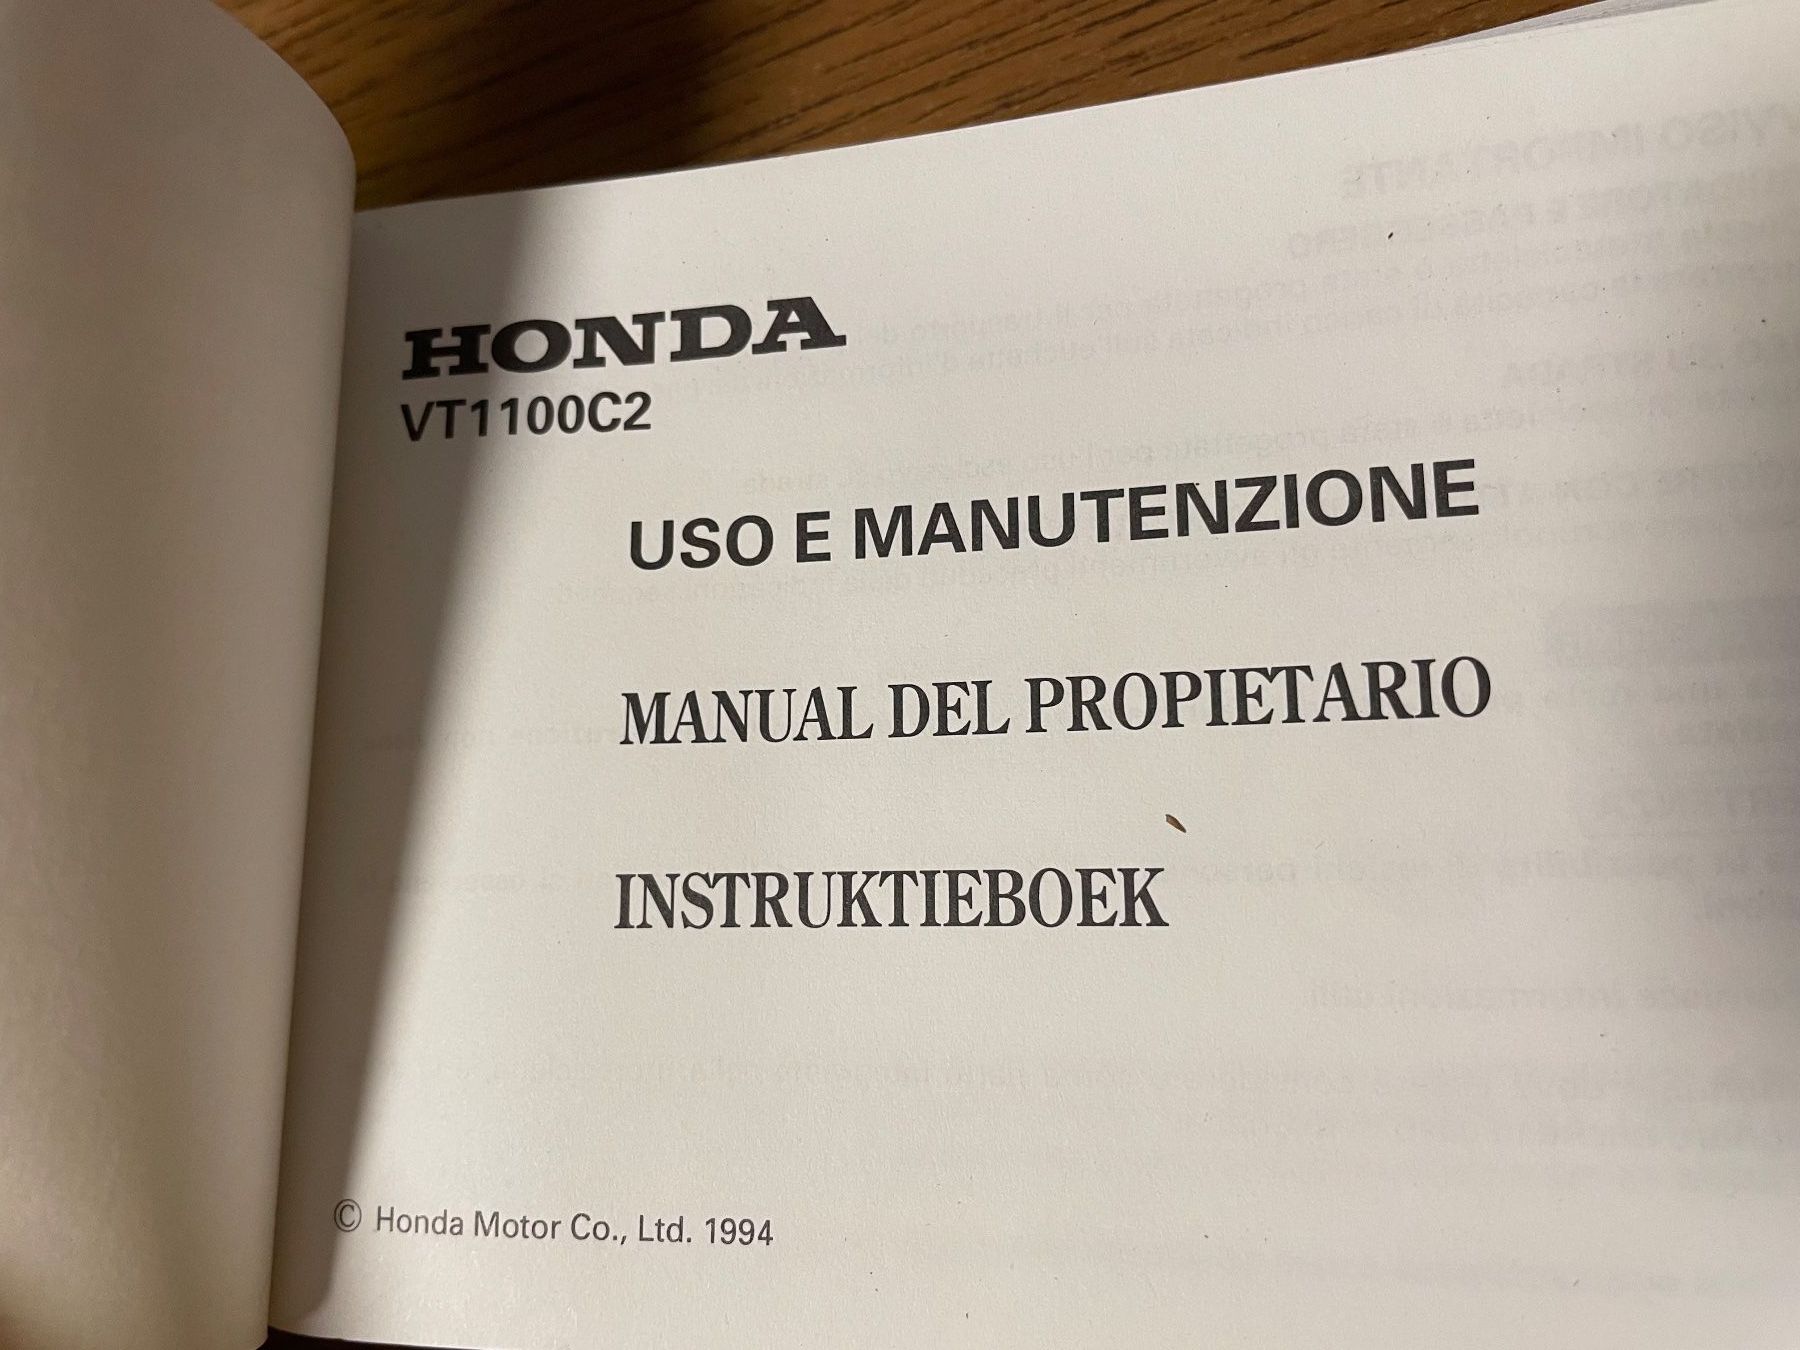 HONDA
VT1100C2
USO E MANUTENZIONE
MANUAL DEL PROPIETARIO
INSTRUKTIEBOEK
© Honda Motor Co., Ltd. 1994